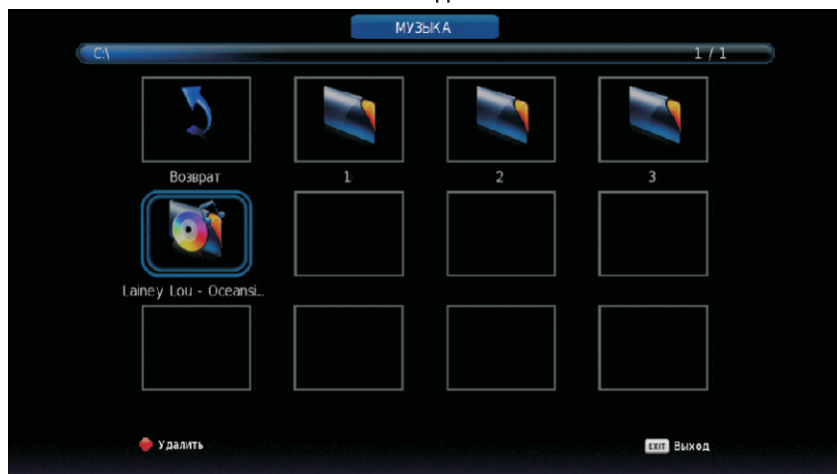 МУЗЫКА
C:\ 1 / 1
Возврат 1 2 3
Lainey Lou - Oceansi...
Удалить EXIT Выход